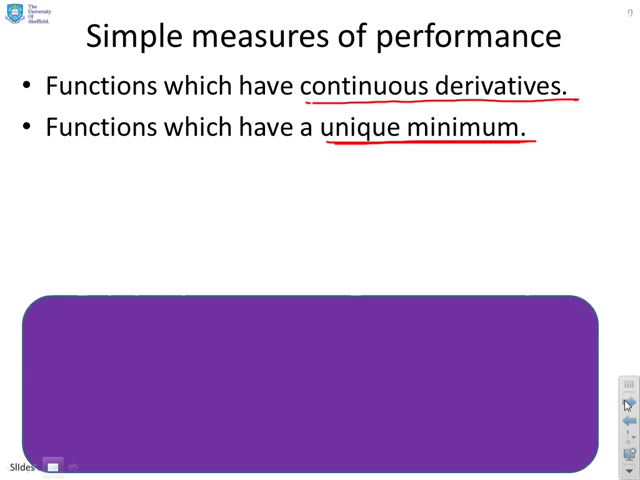 The
University
Of
Sheffield.
9
Simple measures of performance
• Functions which have continuous derivatives.
• Functions which have a unique minimum.
Slides